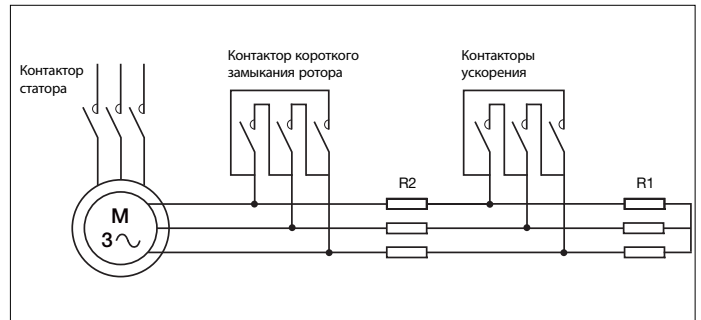 Контактор
статора
Контактор короткого
замыкания ротора
Контакторы
ускорения
R2
R1
M
3